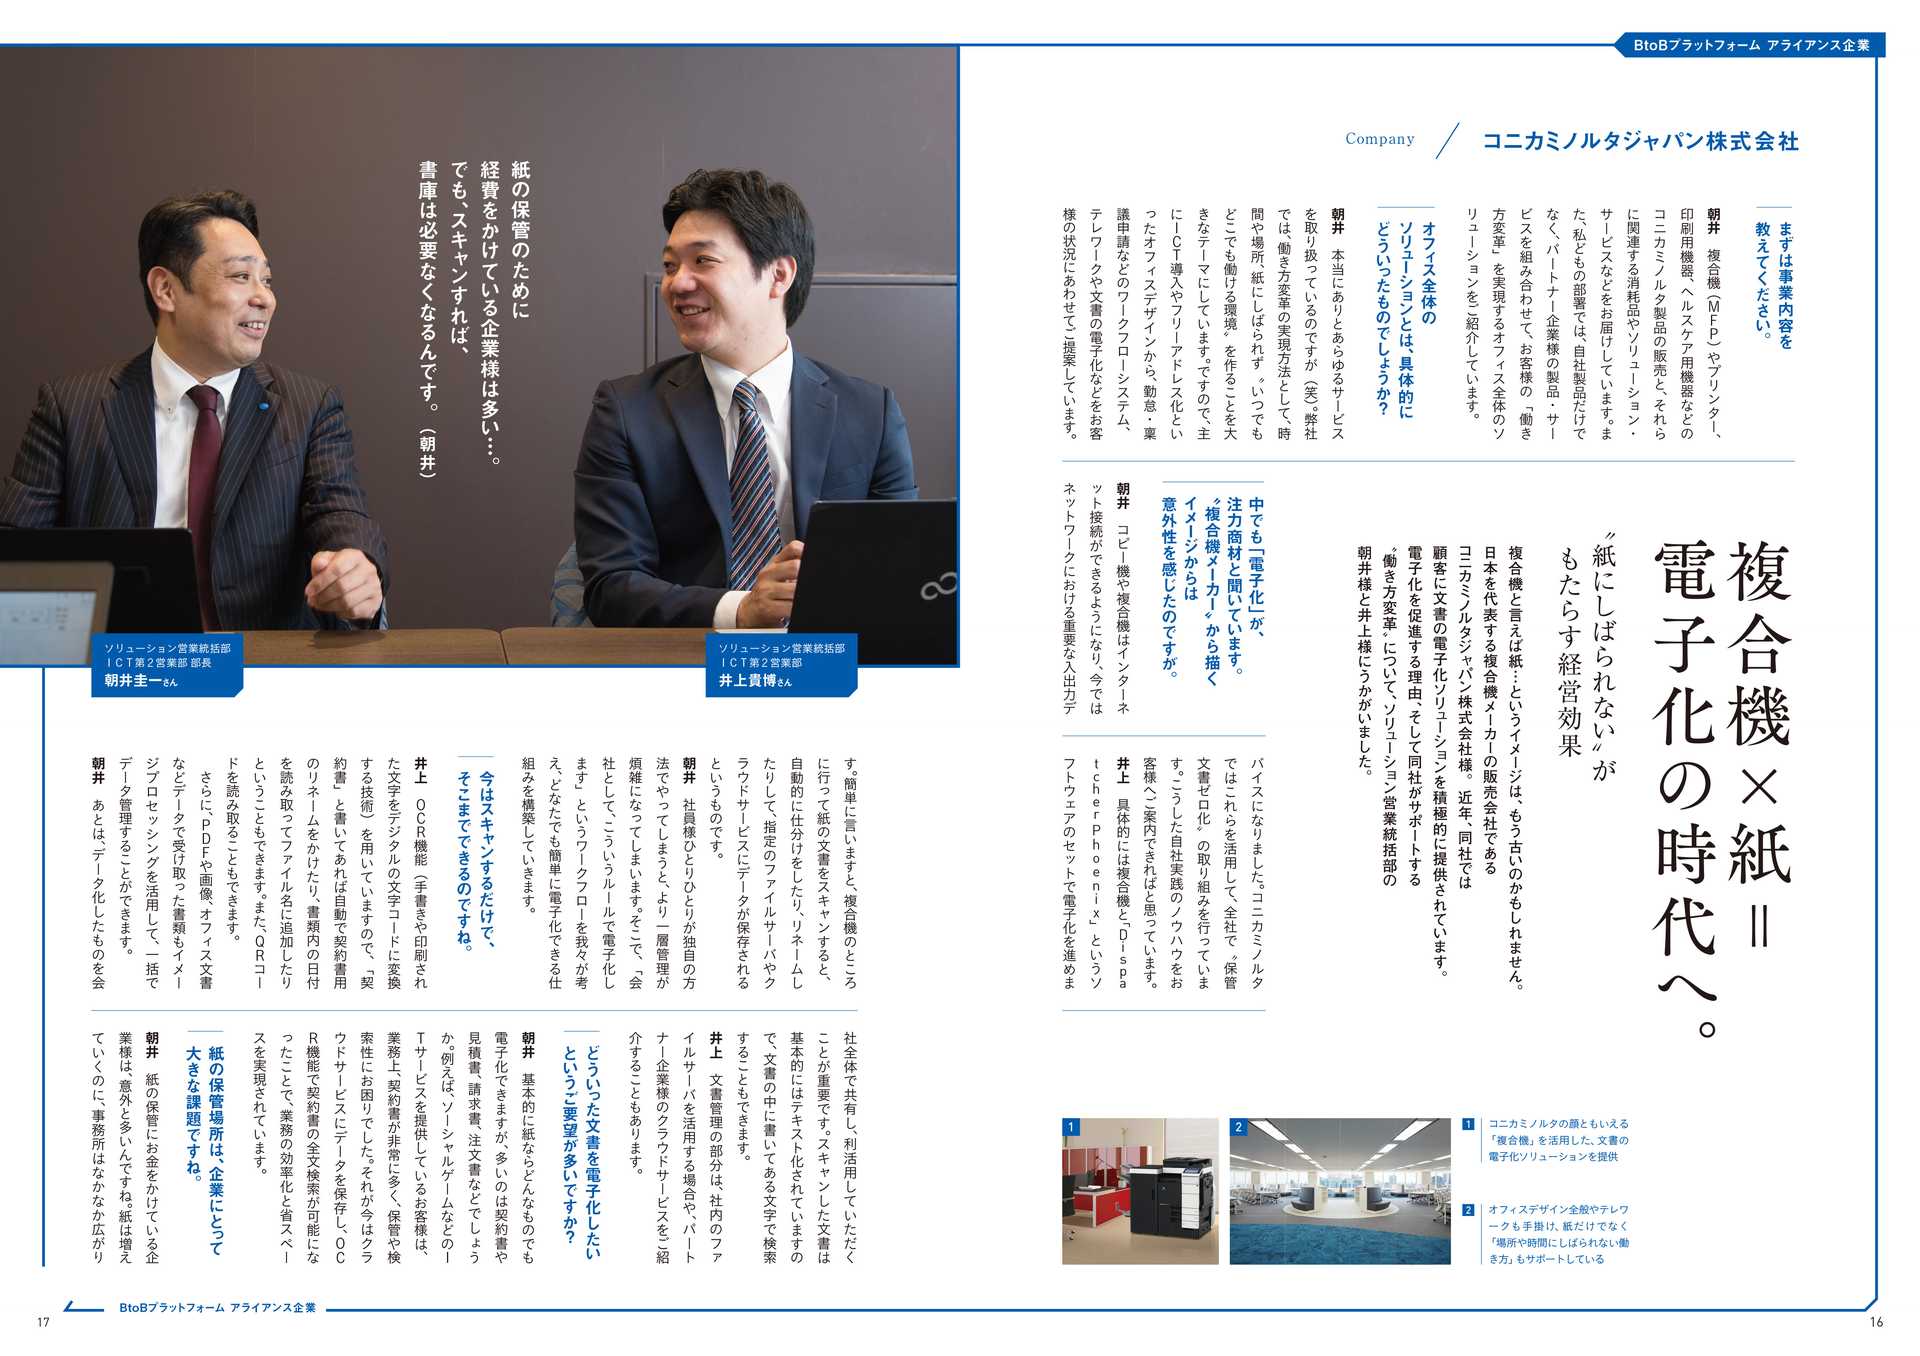 BtoBプラットフォーム アライアンス企業
Company
コニカミノルタジャパン株式会社
複合機×紙＝
電子化の時代へ。
〝紙にしばられない〟が
もたらす経営効果
複合機と言えば紙…というイメージは、もう古いのかもしれません。
日本を代表する複合機メーカーの販売会社である
コニカミノルタジャパン株式会社様。近年、同社では
顧客に文書の電子化ソリューションを積極的に提供されています。
電子化を促進する理由、そして同社がサポートする
〝働き方変革〟について、ソリューション営業統括部の
朝井様と井上様にうかがいました。
まずは事業内容を
教えてください。
朝井　複合機（MFP）やプリンター、
印刷用機器、ヘルスケア用機器などの
コニカミノルタ製品の販売と、それら
に関連する消耗品やソリューション・
サービスなどをお届けしています。ま
た、私どもの部署では、自社製品だけで
なく、パートナー企業様の製品・サー
ビスを組み合わせて、お客様の「働き
方変革」を実現するオフィス全体のソ
リューションをご紹介しています。
オフィス全体の
ソリューションとは、具体的に
どういったものでしょうか？
朝井　本当にありとあらゆるサービス
を取り扱っているのですが（笑）。弊社
では、働き方変革の実現方法として、時
間や場所、紙にしばられず〝いつでも
どこでも働ける環境〟を作ることを大
きなテーマにしています。ですので、主
にICT導入やフリーアドレス化とい
ったオフィスデザインから、勤怠・稟
議申請などのワークフローシステム、
テレワークや文書の電子化などをお客
様の状況にあわせてご提案しています。
中でも「電子化」が、
注力商材と聞いています。
〝複合機メーカー〟から描く
イメージからは
意外性を感じたのですが。
朝井　コピー機や複合機はインターネ
ット接続ができるようになり、今では
ネットワークにおける重要な入出力デ
バイスになりました。コニカミノルタ
ではこれらを活用して、全社で〝保管
文書ゼロ化〟の取り組みを行っていま
す。こうした自社実践のノウハウをお
客様へご案内できればと思っています。
井上　具体的には複合機と「Dispa
tcherPhoenix」というソ
フトウェアのセットで電子化を進めま
1
2
1 コニカミノルタの顔ともいえる
「複合機」を活用した、文書の
電子化ソリューションを提供
2 オフィスデザイン全般やテレワ
ークも手掛け、紙だけでなく
「場所や時間にしばられない働
き方」もサポートしている
16
紙の保管のために
経費をかけている企業様は多い…。
でも、スキャンすれば、
書庫は必要なくなるんです。（朝井）
ソリューション営業統括部
ICT第2営業部 部長
朝井圭一さん
ソリューション営業統括部
ICT第2営業部
井上貴博さん
す。簡単に言いますと、複合機のところ
に行って紙の文書をスキャンすると、
自動的に仕分けをしたり、リネームし
たりして、指定のファイルサーバやク
ラウドサービスにデータが保存される
というものです。
朝井　社員様ひとりひとりが独自の方
法でやってしまうと、より一層管理が
煩雑になってしまいます。そこで、「会
社として、こういうルールで電子化し
ます」というワークフローを我々が考
え、どなたでも簡単に電子化できる仕
組みを構築していきます。
今はスキャンするだけで、
そこまでできるのですね。
井上　OCR機能（手書きや印刷され
た文字をデジタルの文字コードに変換
する技術）を用いていますので、「契
約書」と書いてあれば自動で契約書用
のリネームをかけたり、書類内の日付
を読み取ってファイル名に追加したり
ということもできます。また、QRコー
ドを読み取ることもできます。
さらに、PDFや画像、オフィス文書
などデータで受け取った書類もイメー
ジプロセッシングを活用して、一括で
データ管理することができます。
朝井　あとは、データ化したものを会
社全体で共有し、利活用していただく
ことが重要です。スキャンした文書は
基本的にはテキスト化されていますの
で、文書の中に書いてある文字で検索
することもできます。
井上　文書管理の部分は、社内のファ
イルサーバを活用する場合や、パート
ナー企業様のクラウドサービスをご紹
介することもあります。
どういった文書を電子化したい
というご要望が多いですか？
朝井　基本的に紙ならどんなものでも
電子化できますが、多いのは契約書や
見積書、請求書、注文書などでしょう
か。例えば、ソーシャルゲームなどのI
Tサービスを提供しているお客様は、
業務上、契約書が非常に多く、保管や検
索性にお困りでした。それが今はクラ
ウドサービスにデータを保存し、OC
R機能で契約書の全文検索が可能にな
ったことで、業務の効率化と省スペー
スを実現されています。
紙の保管場所は、企業にとって
大きな課題ですね。
朝井　紙の保管にお金をかけている企
業様は、意外と多いんですね。紙は増え
ていくのに、事務所はなかなか広がり
BtoBプラットフォーム アライアンス企業
17